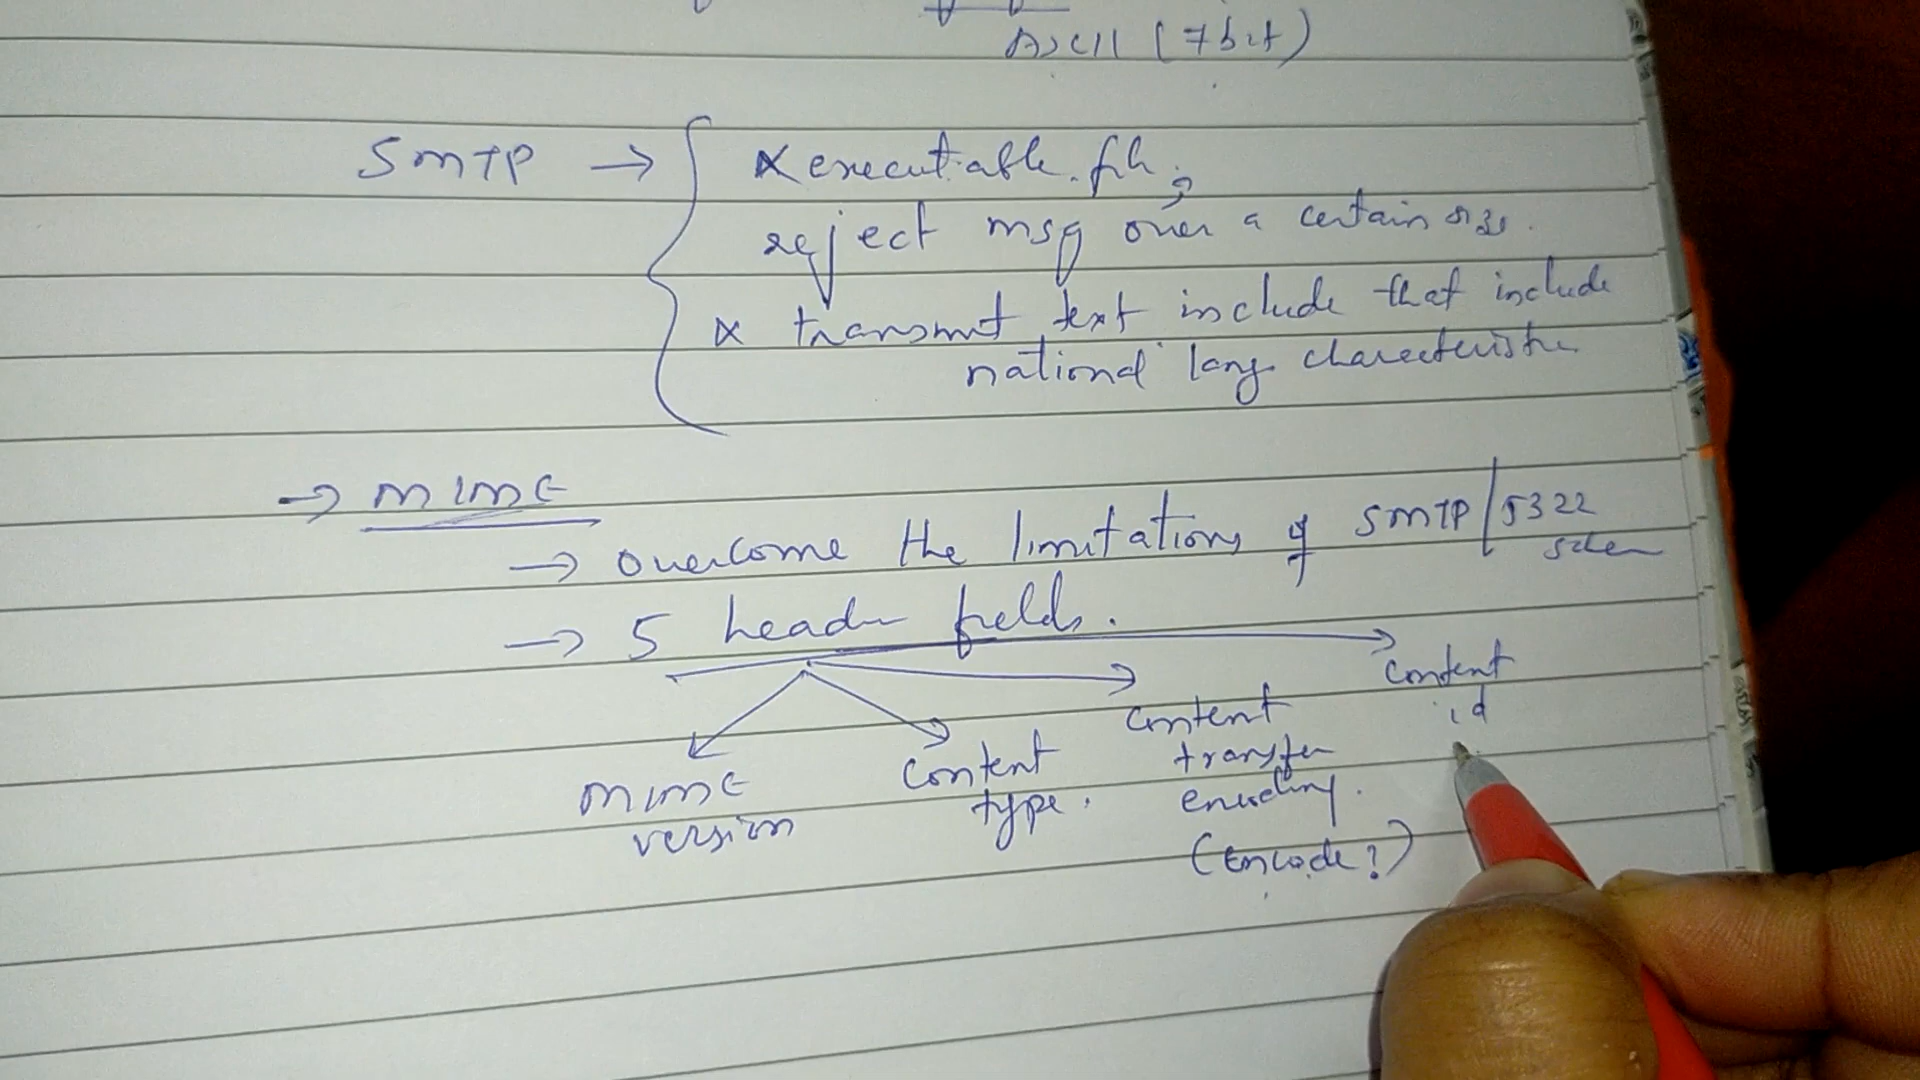 ASCII (7bit)
SMTP → x executable file;
reject msg over a certain size.
x transmit text include that include
national lang. characteristic
→ MIME
→ overcome the limitations of SMTP/5322
→ 5 header fields.
MIME
version
content
type.
content
transfer
encoding.
(Encode?)
content
id